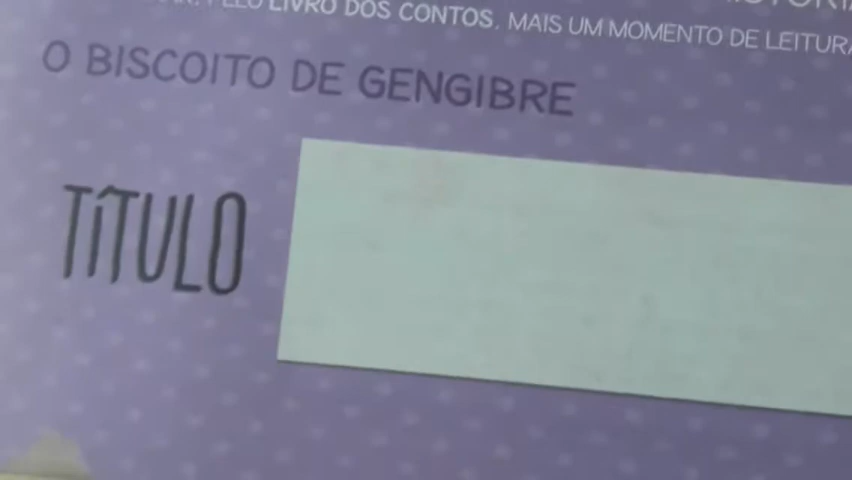 LIVRO DOS CONTOS. MAIS UM MOMENTO DE LEITURA
O BISCOITO DE GENGIBRE
TÍTULO